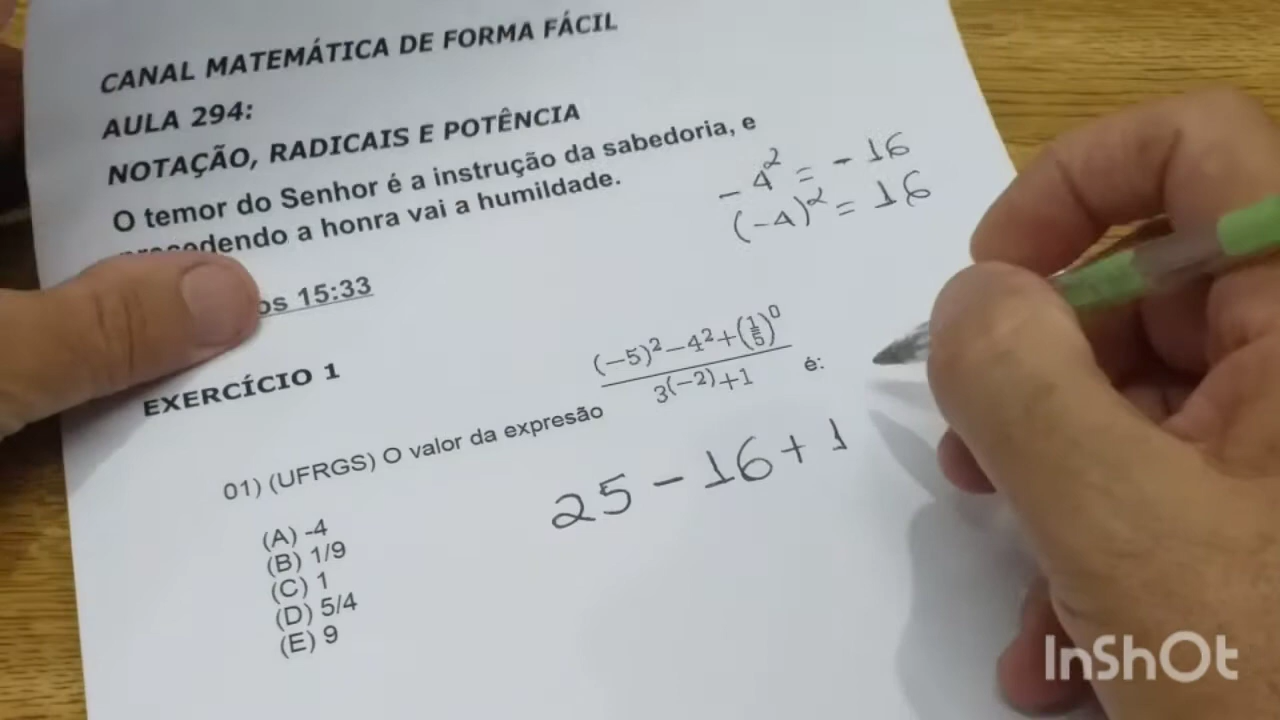 CANAL MATEMÁTICA DE FORMA FÁCIL
AULA 294:
NOTAÇÃO, RADICAIS E POTÊNCIA
O temor do Senhor é a instrução da sabedoria, e
precedendo a honra vai a humildade.
os 15:33
-4² = -16
(-4)² = 16
EXERCÍCIO 1
01) (UFRGS) O valor da expresão ((-5)²-4²+(1/5)⁰)/(3(-2)+1) é:
25 - 16 + 1
(A) -4
(B) 1/9
(C) 1
(D) 5/4
(E) 9
InShOt